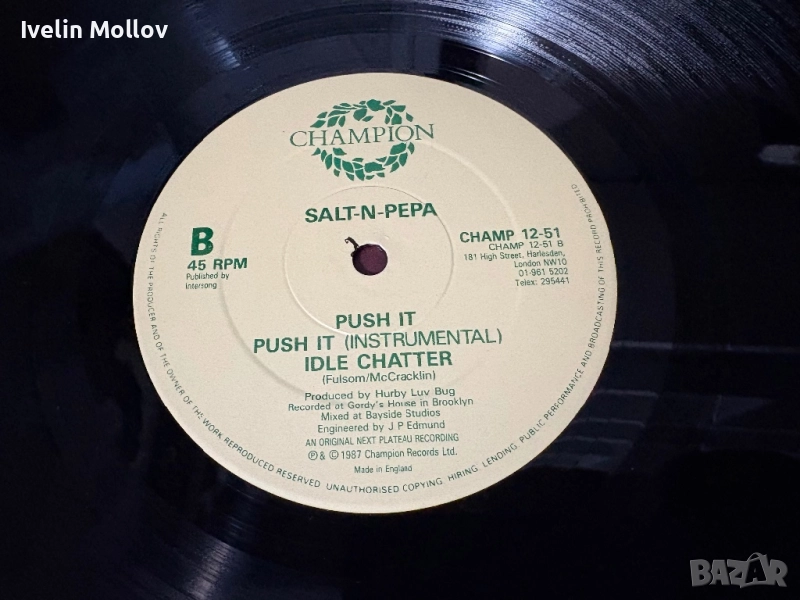 Ivelin Mollov
CHAMPION
SALT-N-PEPA
B
45 RPM
Published by
Intersong
CHAMP 12-51
CHAMP 12-51 B
181 High Street, Harlesden,
London NW10
01-961 5202
Telex: 295441
PUSH IT
PUSH IT (INSTRUMENTAL)
IDLE CHATTER
(Fulsom/McCracklin)
Produced by Hurby Luv Bug
Recorded at Gordy's House in Brooklyn
Mixed at Bayside Studios
Engineered by J P Edmund
AN ORIGINAL NEXT PLATEAU RECORDING
℗ & © 1987 Champion Records Ltd.
Made in England
ALL RIGHTS OF THE PRODUCER AND OF THE OWNER OF THE WORK REPRODUCED RESERVED. UNAUTHORISED COPYING, HIRING, LENDING, PUBLIC PERFORMANCE AND BROADCASTING OF THIS RECORD PROHIBITED
BAZAR